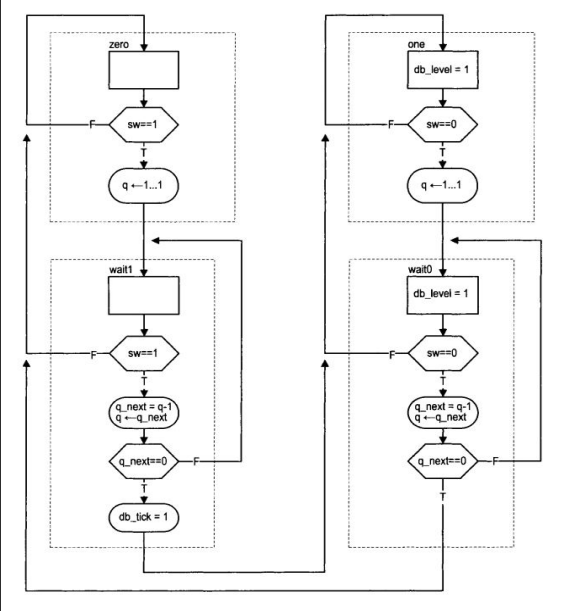 zero
sw==1
F
T
q ←1...1
wait1
sw==1
F
T
q_next = q-1
q ←q_next
q_next==0
F
T
db_tick = 1
one
db_level = 1
sw==0
F
T
q ←1...1
wait0
db_level = 1
sw==0
F
T
q_next = q-1
q ←q_next
q_next==0
F
T